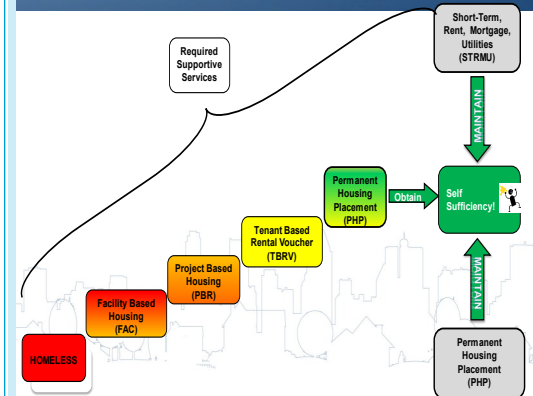 Short-Term,
Rent, Mortgage,
Utilities
(STRMU)
Required
Supportive
Services
MAINTAIN
Permanent
Housing
Placement
(PHP)
Obtain
Self
Sufficiency!
Tenant Based
Rental Voucher
(TBRV)
Project Based
Housing
(PBR)
MAINTAIN
Facility Based
Housing
(FAC)
HOMELESS
Permanent
Housing
Placement
(PHP)